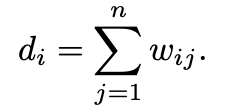 $d_i = \sum_{j=1}^{n} w_{ij}.$